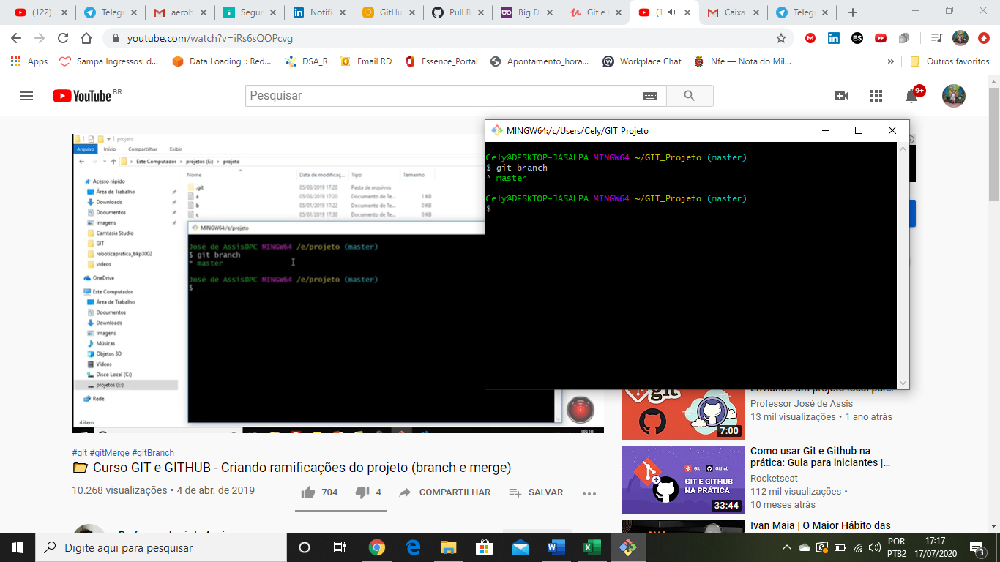 (122)
Telegr
aerob
Segur
Notifi
GitHu
Pull R
Big D
Git e
(1
Caixa
Telegr
youtube.com/watch?v=iRs6sQOPcvg
Apps
Sampa Ingressos: d...
Data Loading :: Red...
DSA_R
Email RD
Essence_Portal
Apontamento_hora...
Workplace Chat
Nfe — Nota do Mil...
»
Outros favoritos
YouTube BR
Pesquisar
9+
projeto
Arquivo Início Compartilhar Exibir
Este Computador > projetos (E:) > projeto
Nome Data de modificaç... Tipo Tamanho
.git 05/03/2019 17:20 Pasta de arquivos
a 05/03/2019 17:20 Documento de Te... 1 KB
b 05/01/2019 17:22 Documento de Te... 0 KB
c 05/01/2019 17:30 Documento de Te... 0 KB
Acesso rápido
Área de Trabalho
Downloads
Documentos
Imagens
Camtasia Studio
GIT
roboticapratica_bkp3002
videos
OneDrive
Este Computador
Área de Trabalho
Documentos
Downloads
Imagens
Músicas
Objetos 3D
Vídeos
Disco Local (C:)
projetos (E:)
Rede
4 itens
MINGW64:/e/projeto
José de Assis@PC MINGW64 /e/projeto (master)
$ git branch
* master
José de Assis@PC MINGW64 /e/projeto (master)
$
08:10
MINGW64:/c/Users/Cely/GIT_Projeto
Cely@DESKTOP-JASALPA MINGW64 ~/GIT_Projeto (master)
$ git branch
* master
Cely@DESKTOP-JASALPA MINGW64 ~/GIT_Projeto (master)
$
#git #gitMerge #gitBranch
Curso GIT e GITHUB - Criando ramificações do projeto (branch e merge)
10.268 visualizações • 4 de abr. de 2019
704
4
COMPARTILHAR
SALVAR
git
7:00
Enviando um projeto local par...
Professor José de Assis
13 mil visualizações • 1 ano atrás
Git Github
GIT E GITHUB
NA PRÁTICA
33:44
Como usar Git e Github na
prática: Guia para iniciantes |...
Rocketseat
112 mil visualizações •
10 meses atrás
Ivan Maia | O Maior Hábito das
Digite aqui para pesquisar
POR
PTB2
17:17
17/07/2020
3